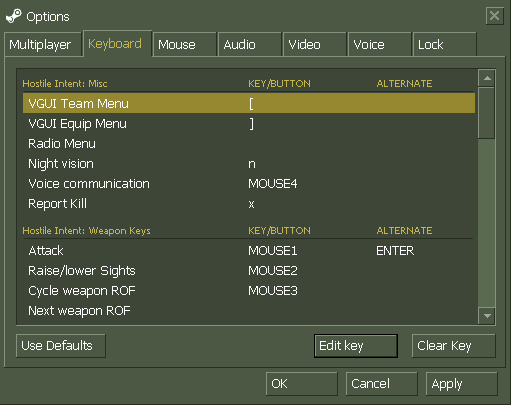 Options
Multiplayer Keyboard Mouse Audio Video Voice Lock
Hostile Intent: Misc KEY/BUTTON ALTERNATE
VGUI Team Menu [
VGUI Equip Menu ]
Radio Menu
Night vision n
Voice communication MOUSE4
Report Kill x
Hostile Intent: Weapon Keys KEY/BUTTON ALTERNATE
Attack MOUSE1 ENTER
Raise/lower Sights MOUSE2
Cycle weapon ROF MOUSE3
Next weapon ROF
Use Defaults Edit key Clear Key
OK Cancel Apply